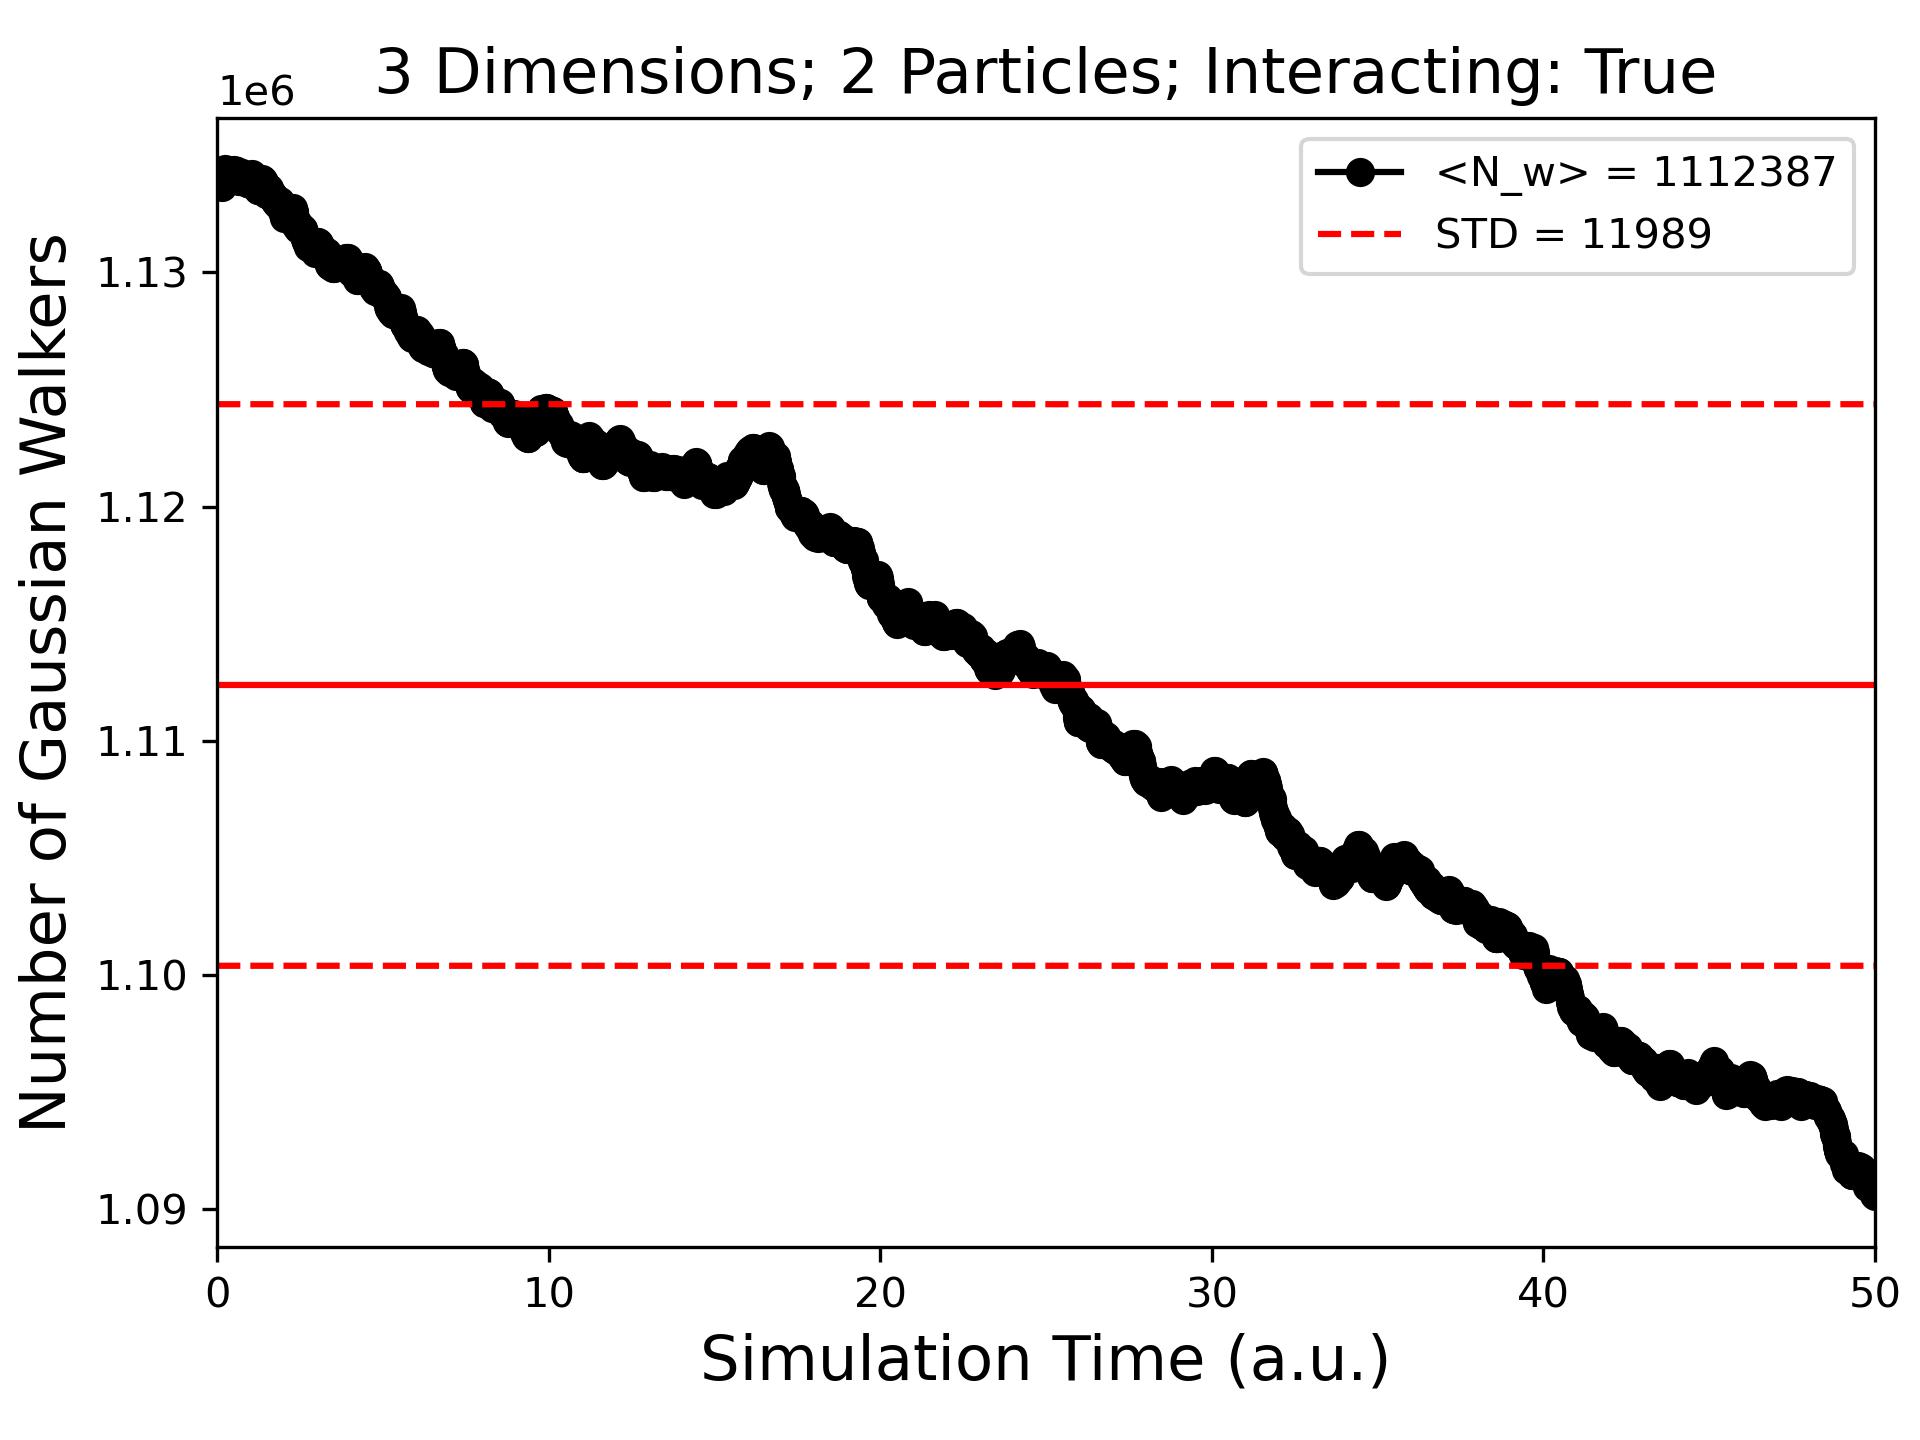 3 Dimensions; 2 Particles; Interacting: True
1e6
<N_w> = 1112387
STD = 11989
Number of Gaussian Walkers
1.13
1.12
1.11
1.10
1.09
0 10 20 30 40 50
Simulation Time (a.u.)